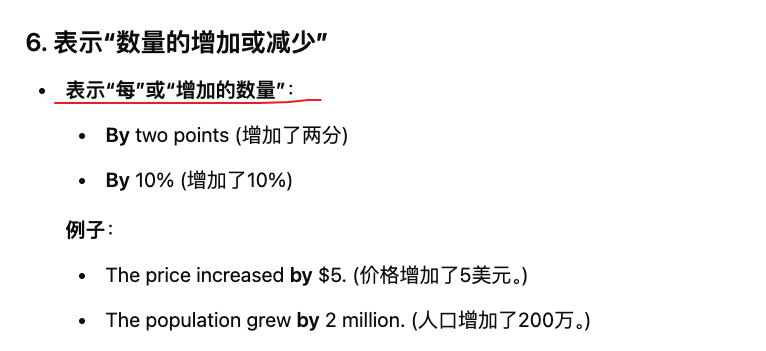 6. 表示“数量的增加或减少”
• 表示“每”或“增加的数量”：
• By two points (增加了两分)
• By 10% (增加了10%)
例子：
• The price increased by $5. (价格增加了5美元。)
• The population grew by 2 million. (人口增加了200万。)